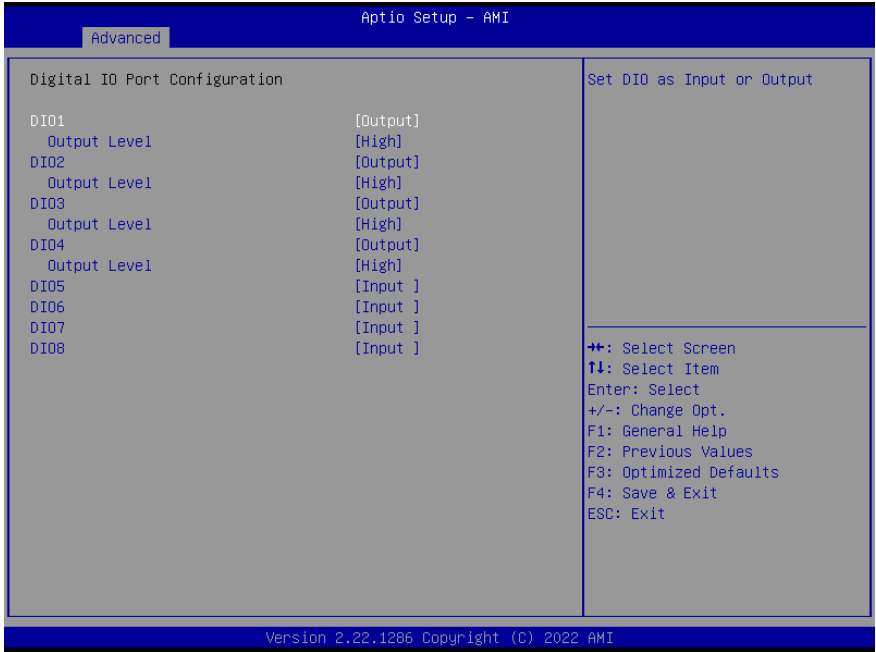 Aptio Setup – AMI
Advanced
Digital IO Port Configuration
DIO1 [Output]
Output Level [High]
DIO2 [Output]
Output Level [High]
DIO3 [Output]
Output Level [High]
DIO4 [Output]
Output Level [High]
DIO5 [Input ]
DIO6 [Input ]
DIO7 [Input ]
DIO8 [Input ]
Set DIO as Input or Output
→←: Select Screen
↑↓: Select Item
Enter: Select
+/-: Change Opt.
F1: General Help
F2: Previous Values
F3: Optimized Defaults
F4: Save & Exit
ESC: Exit
Version 2.22.1286 Copyright (C) 2022 AMI